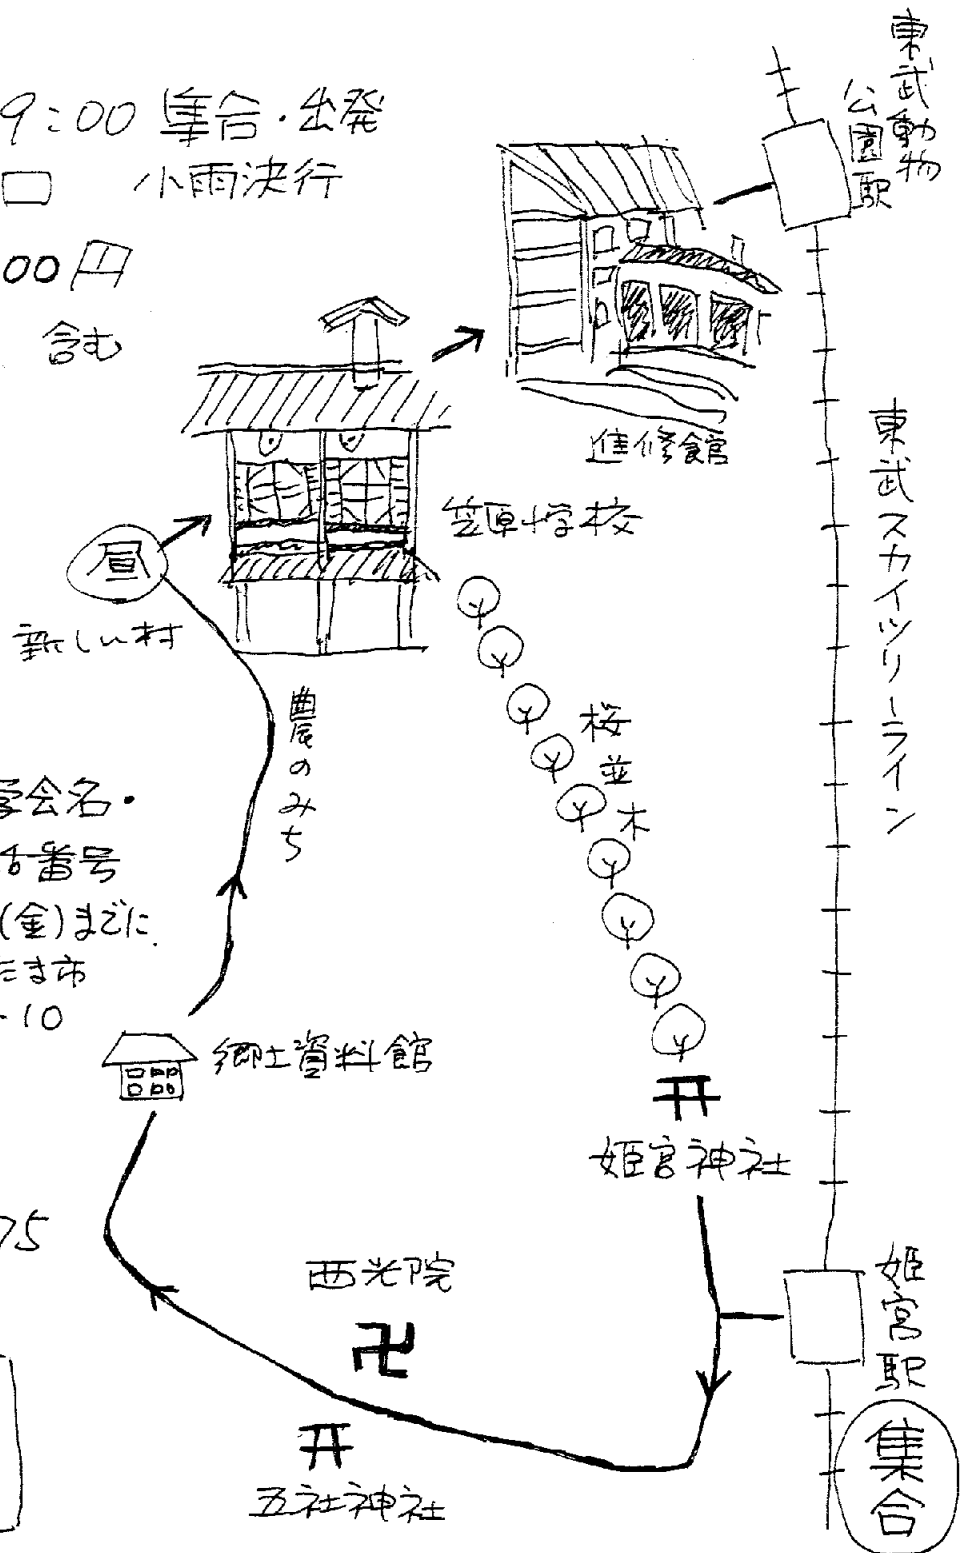 9:00 集合・出発
小雨決行
00円
含む
東武動物
公園駅
進修館
笠原小学校
昼
新しい村
東武スカイツリーライン
農のみち
桜並木
学会名・
番号
(金)までに
たま市
-10
郷土資料館
姫宮神社
75
西光院
卍
五社神社
姫宮駅
集合